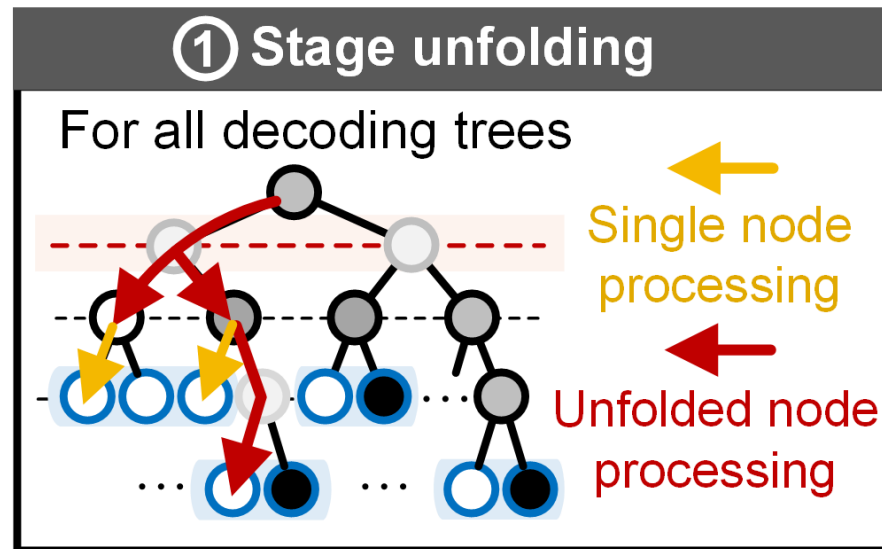 ① Stage unfolding
For all decoding trees
Single node
processing
Unfolded node
processing